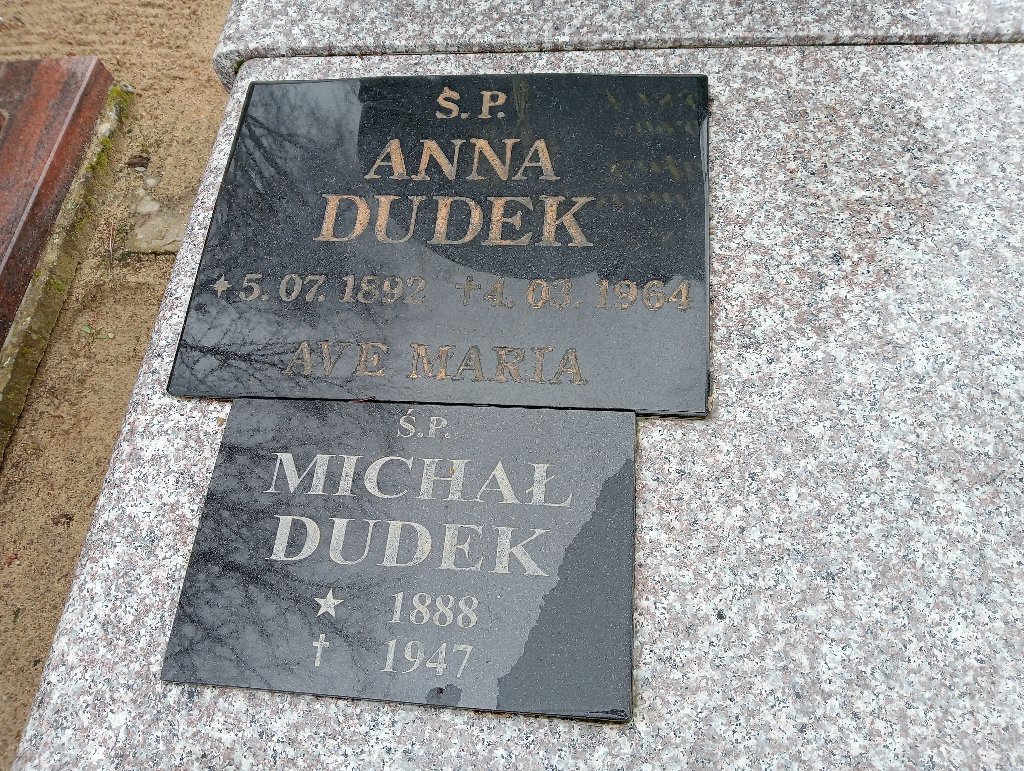 Ś.P.
ANNA
DUDEK
5.07.1892 4.03.1964
AVE MARIA
Ś.P.
MICHAŁ
DUDEK
1888
1947